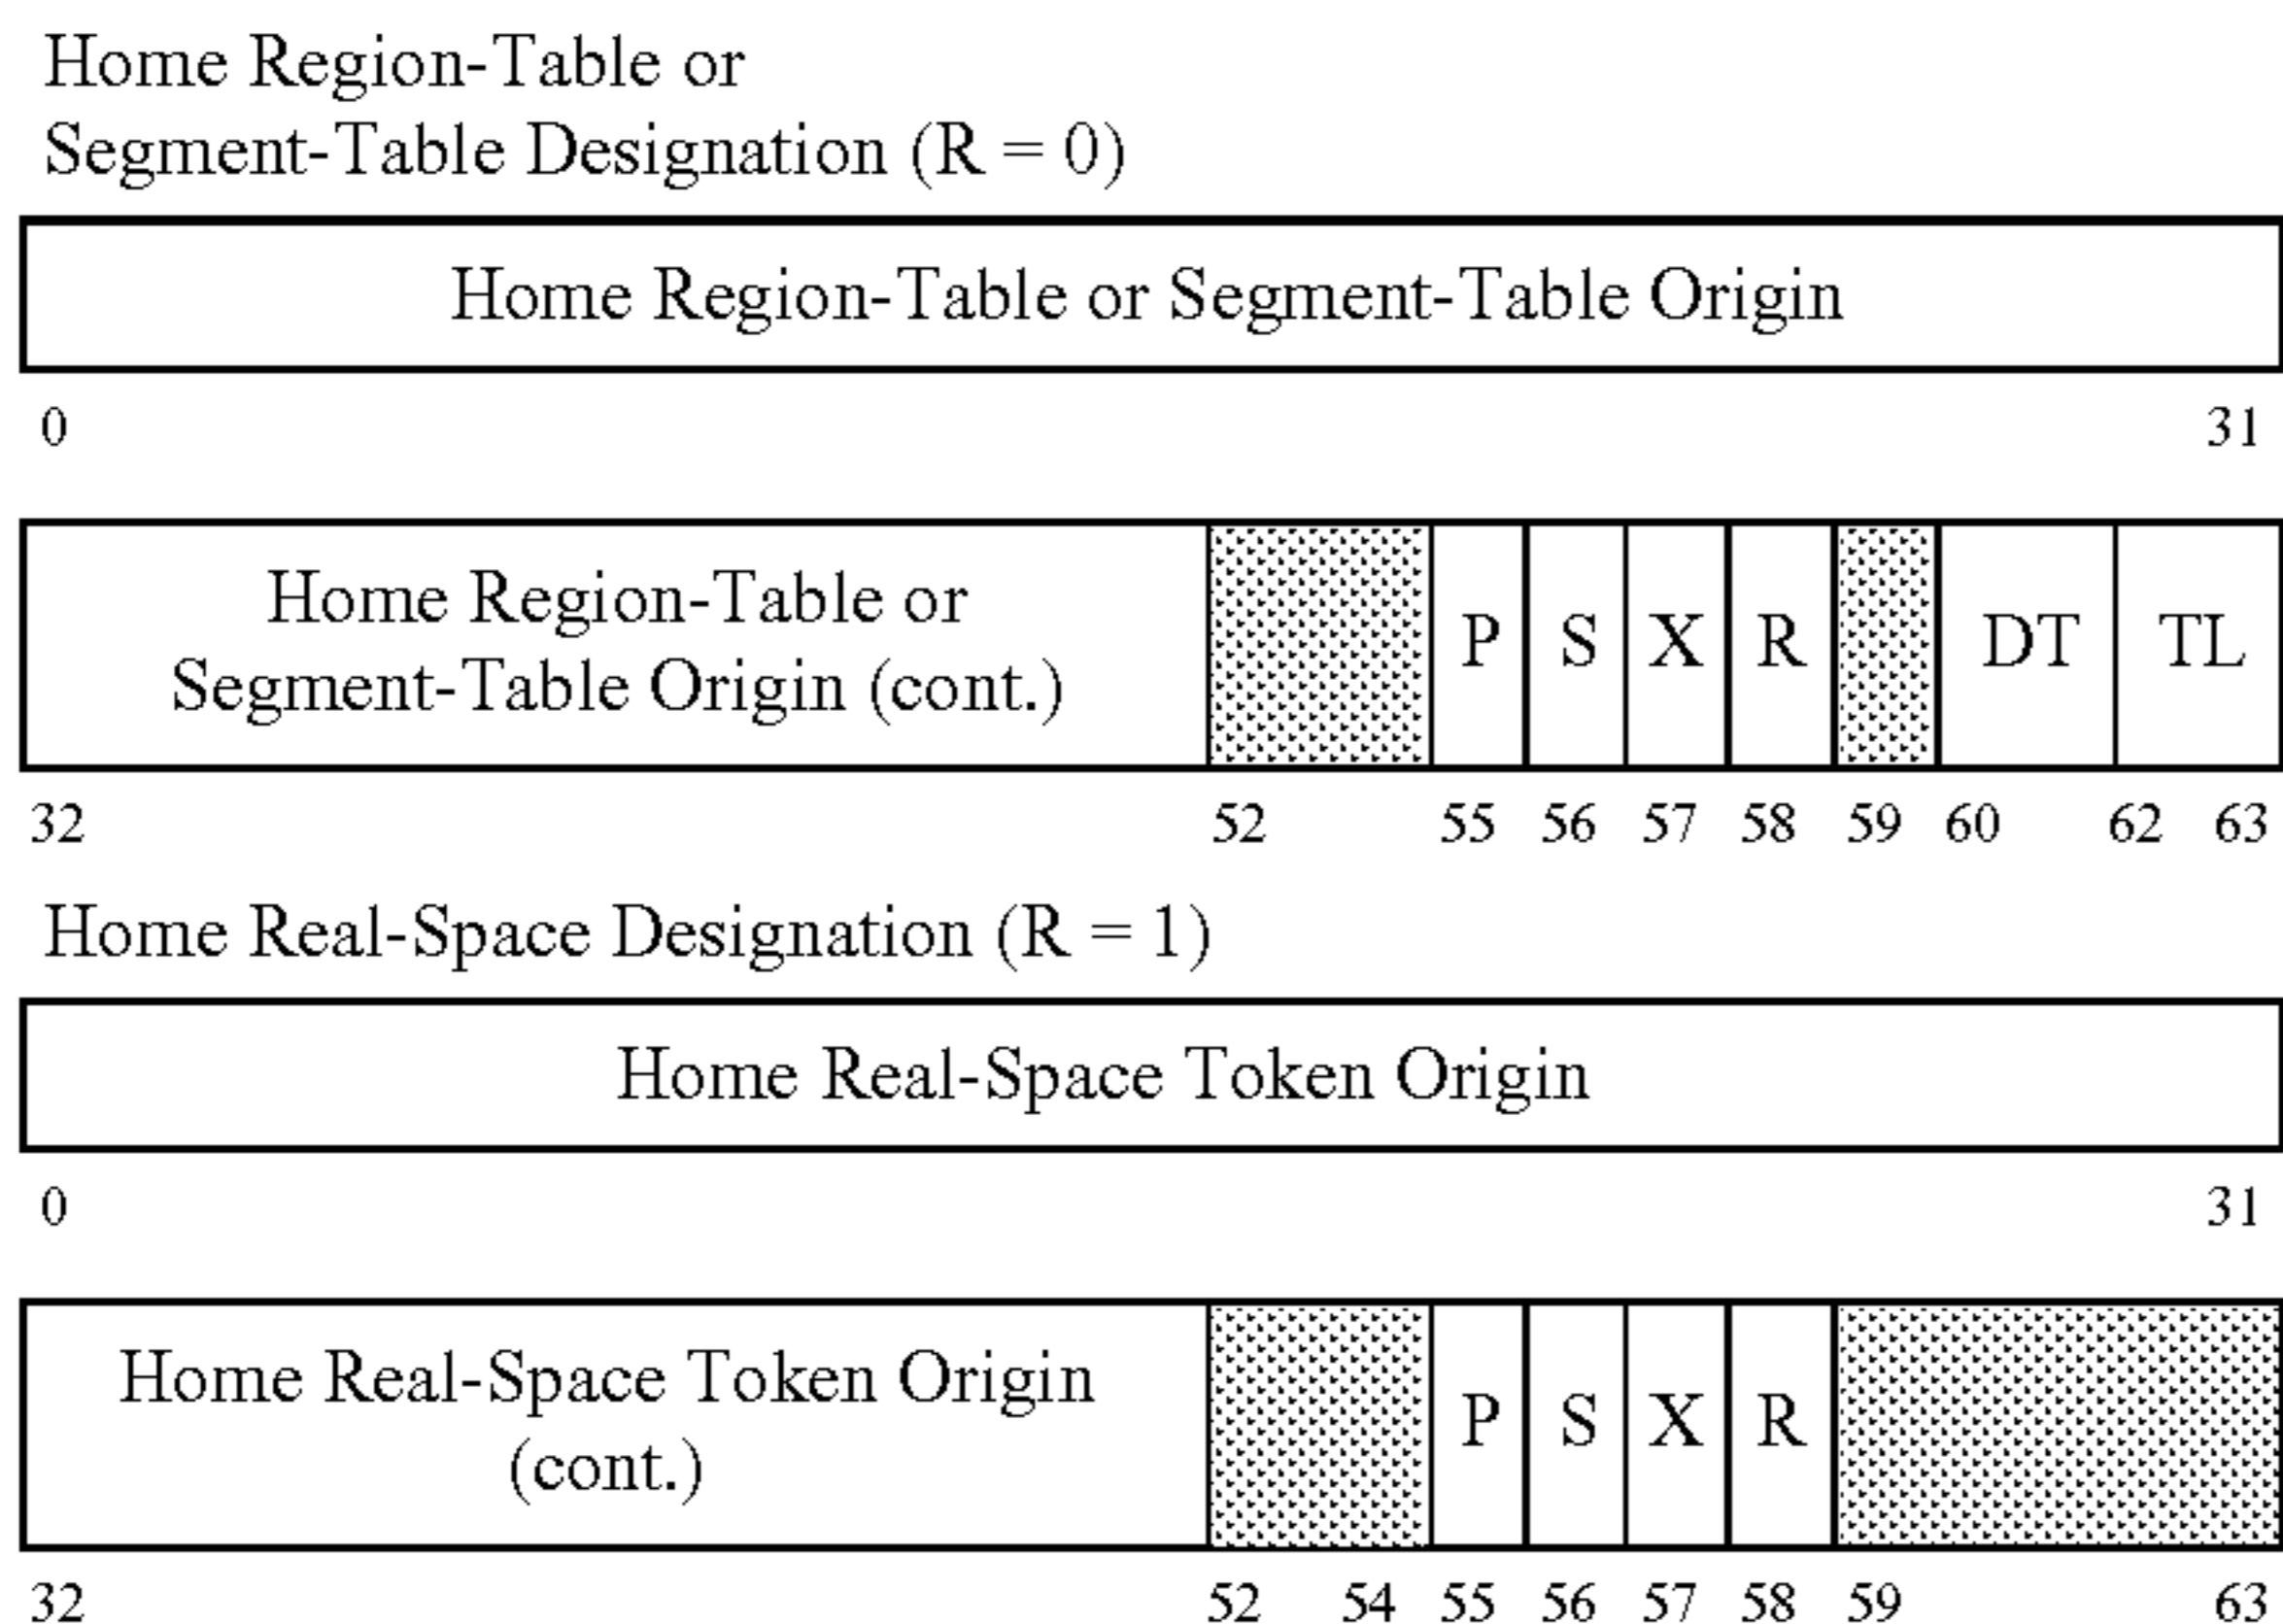 Home Region-Table or
Segment-Table Designation (R = 0)
Home Region-Table or Segment-Table Origin
0 31
Home Region-Table or
Segment-Table Origin (cont.)
P S X R DT TL
32 52 55 56 57 58 59 60 62 63
Home Real-Space Designation (R = 1)
Home Real-Space Token Origin
0 31
Home Real-Space Token Origin
(cont.)
P S X R
32 52 54 55 56 57 58 59 63